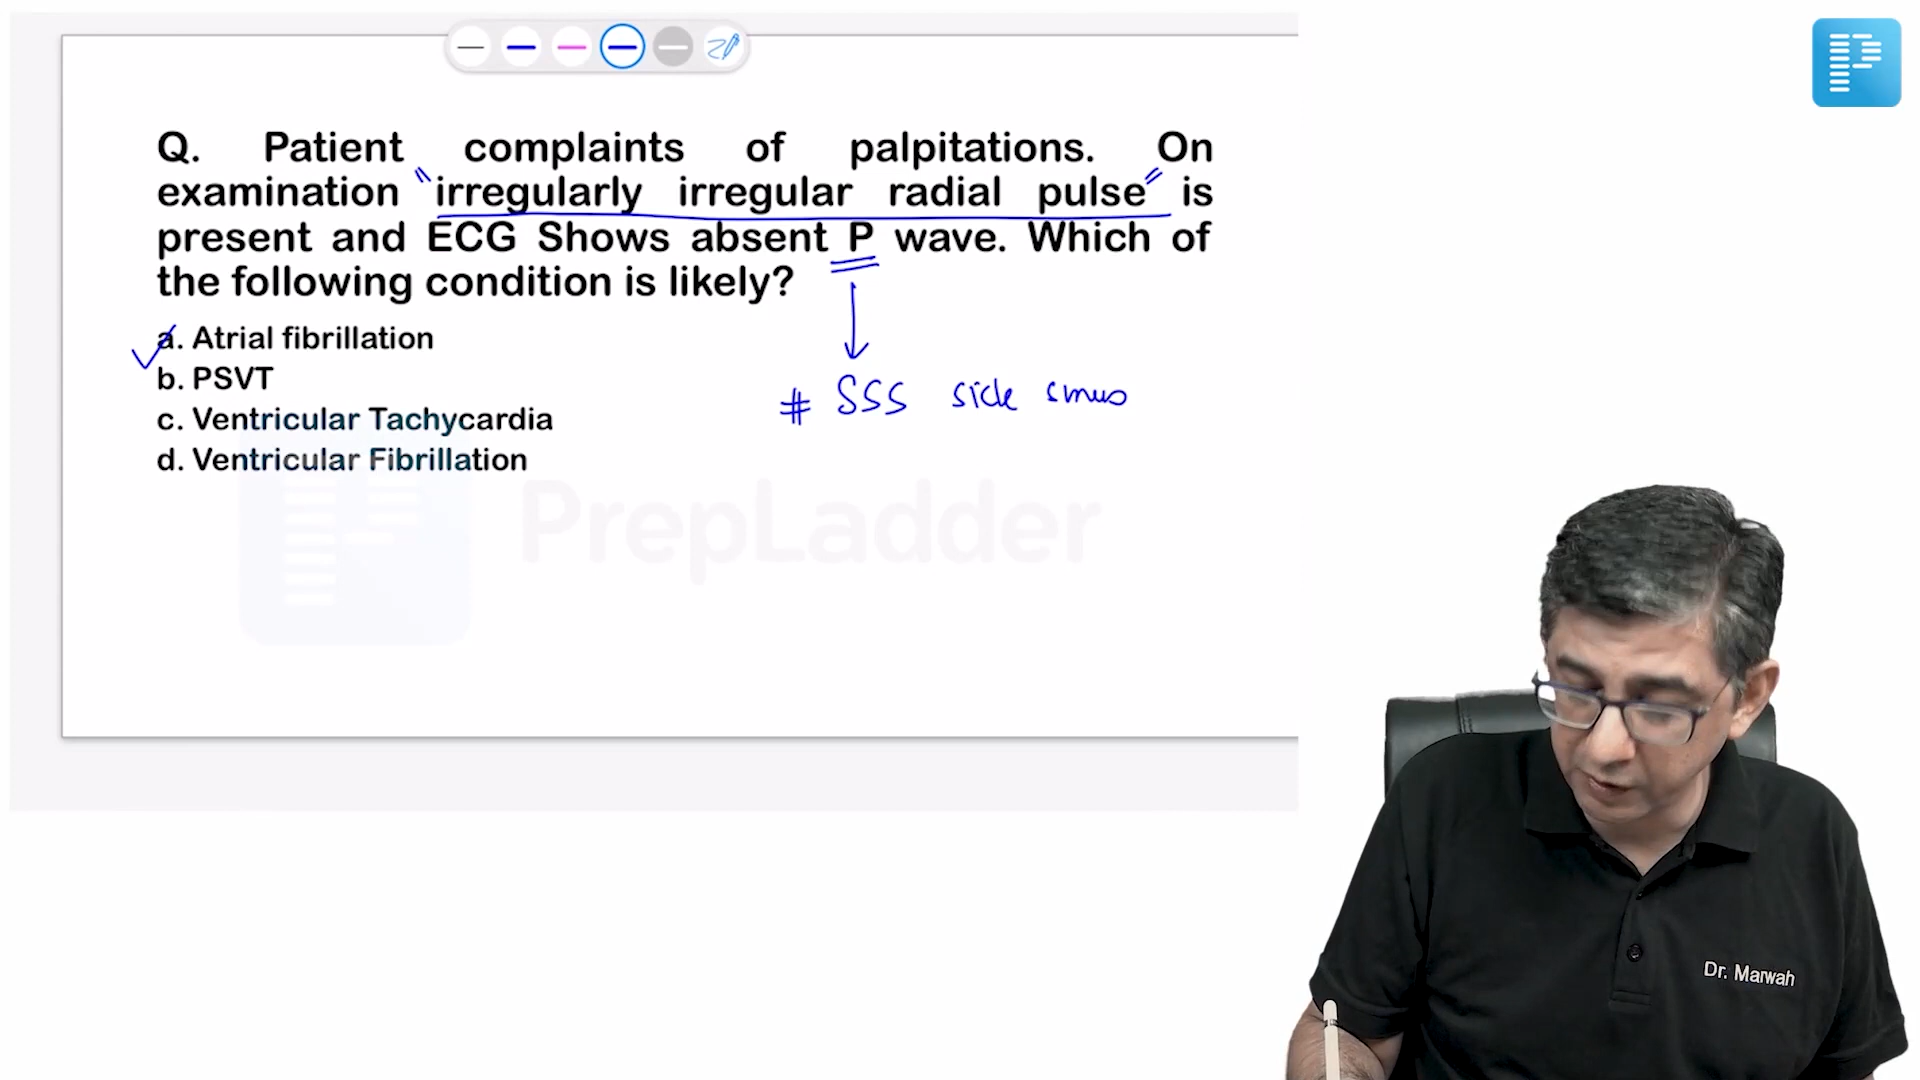 Q. Patient complaints of palpitations. On
examination "irregularly irregular radial pulse" is
present and ECG Shows absent P wave. Which of
the following condition is likely?
a. Atrial fibrillation
b. PSVT
c. Ventricular Tachycardia
d. Ventricular Fibrillation
# SSS sick sinus
PrepLadder
Dr. Marwah